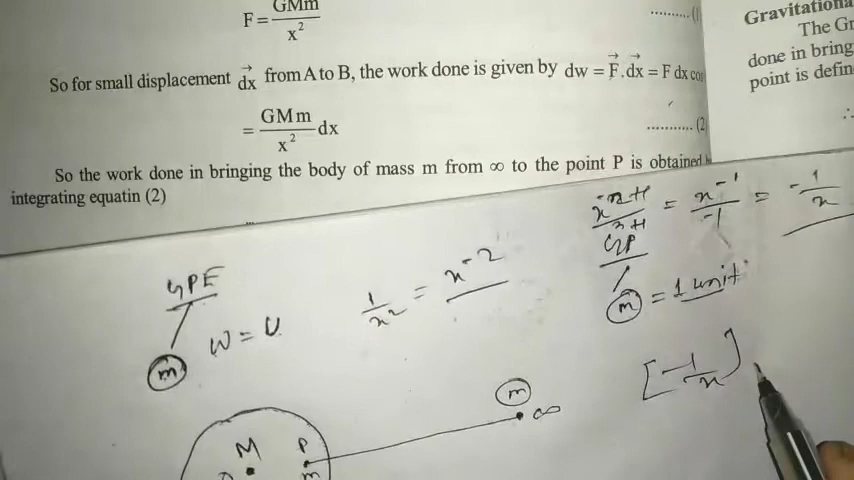 F = GMm / x²
..........(1
Gravitationa
The Gr
done in bring
point is defin
So for small displacement dx⃗ from A to B, the work done is given by dw = F⃗.dx⃗ = F dx cos
= GMm / x² dx
...........(2
So the work done in bringing the body of mass m from ∞ to the point P is obtained b
integrating equatin (2)
= x⁻¹ / -1 = -1/x
GPE
W = U
m
1/x² = x⁻²
GP
m = 1 unit
[-1/x]
m
∞
M
P
m